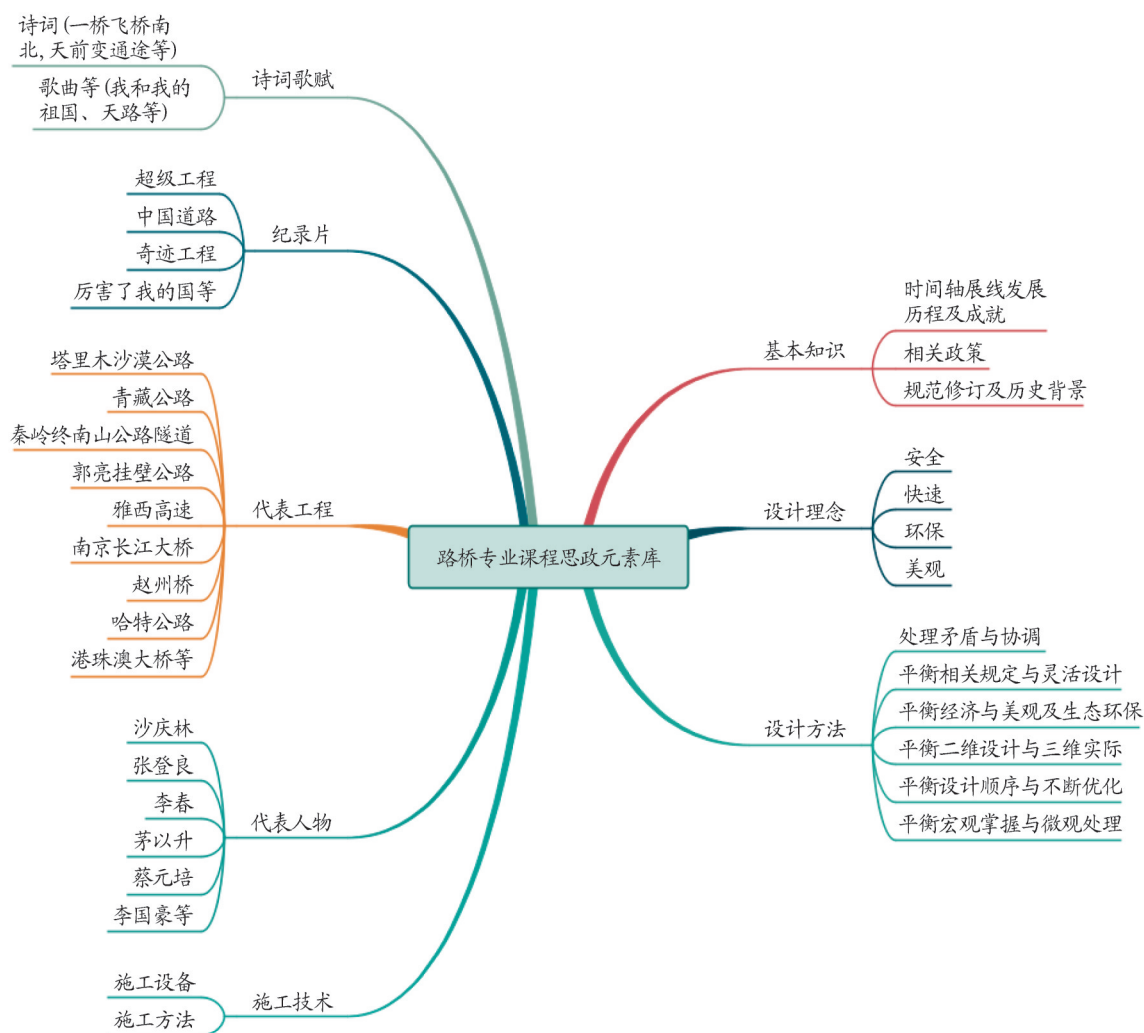 诗词(一桥飞桥南
北,天前变通途等)
歌曲等(我和我的
祖国、天路等)
诗词歌赋
超级工程
中国道路
奇迹工程
厉害了我的国等
纪录片
塔里木沙漠公路
青藏公路
秦岭终南山公路隧道
郭亮挂壁公路
雅西高速
南京长江大桥
赵州桥
哈特公路
港珠澳大桥等
代表工程
沙庆林
张登良
李春
茅以升
蔡元培
李国豪等
代表人物
施工设备
施工方法
施工技术
路桥专业课程思政元素库
基本知识
时间轴展线发展
历程及成就
相关政策
规范修订及历史背景
设计理念
安全
快速
环保
美观
设计方法
处理矛盾与协调
平衡相关规定与灵活设计
平衡经济与美观及生态环保
平衡二维设计与三维实际
平衡设计顺序与不断优化
平衡宏观掌握与微观处理